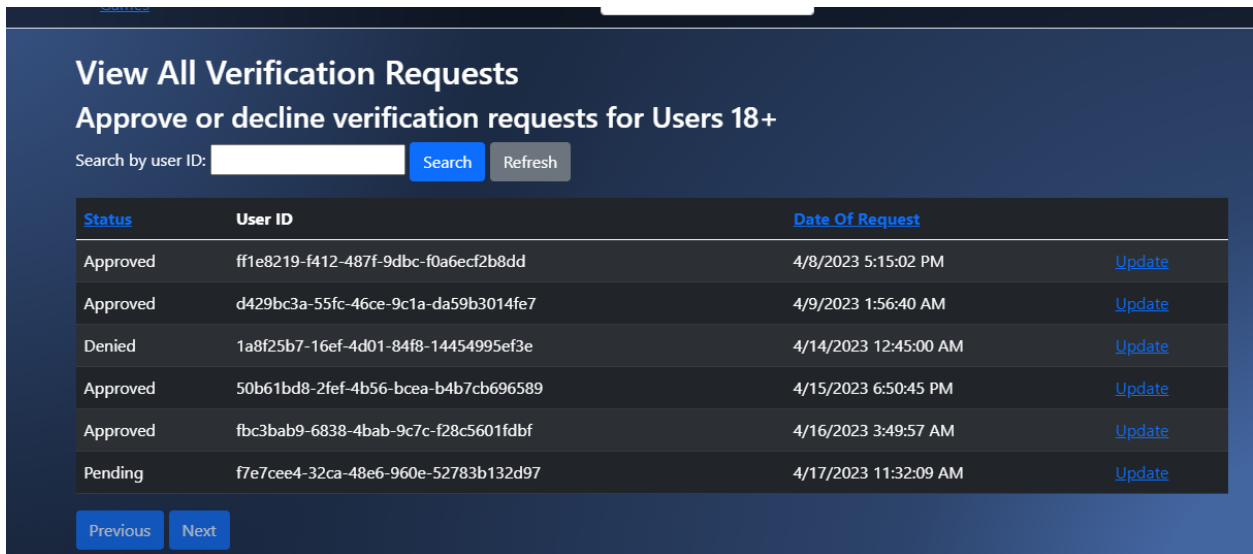 Games
View All Verification Requests
Approve or decline verification requests for Users 18+
Search by user ID: Search Refresh
Status User ID Date Of Request
Approved ff1e8219-f412-487f-9dbc-f0a6ecf2b8dd 4/8/2023 5:15:02 PM Update
Approved d429bc3a-55fc-46ce-9c1a-da59b3014fe7 4/9/2023 1:56:40 AM Update
Denied 1a8f25b7-16ef-4d01-84f8-14454995ef3e 4/14/2023 12:45:00 AM Update
Approved 50b61bd8-2fef-4b56-bcea-b4b7cb696589 4/15/2023 6:50:45 PM Update
Approved fbc3bab9-6838-4bab-9c7c-f28c5601fdbf 4/16/2023 3:49:57 AM Update
Pending f7e7cee4-32ca-48e6-960e-52783b132d97 4/17/2023 11:32:09 AM Update
Previous Next